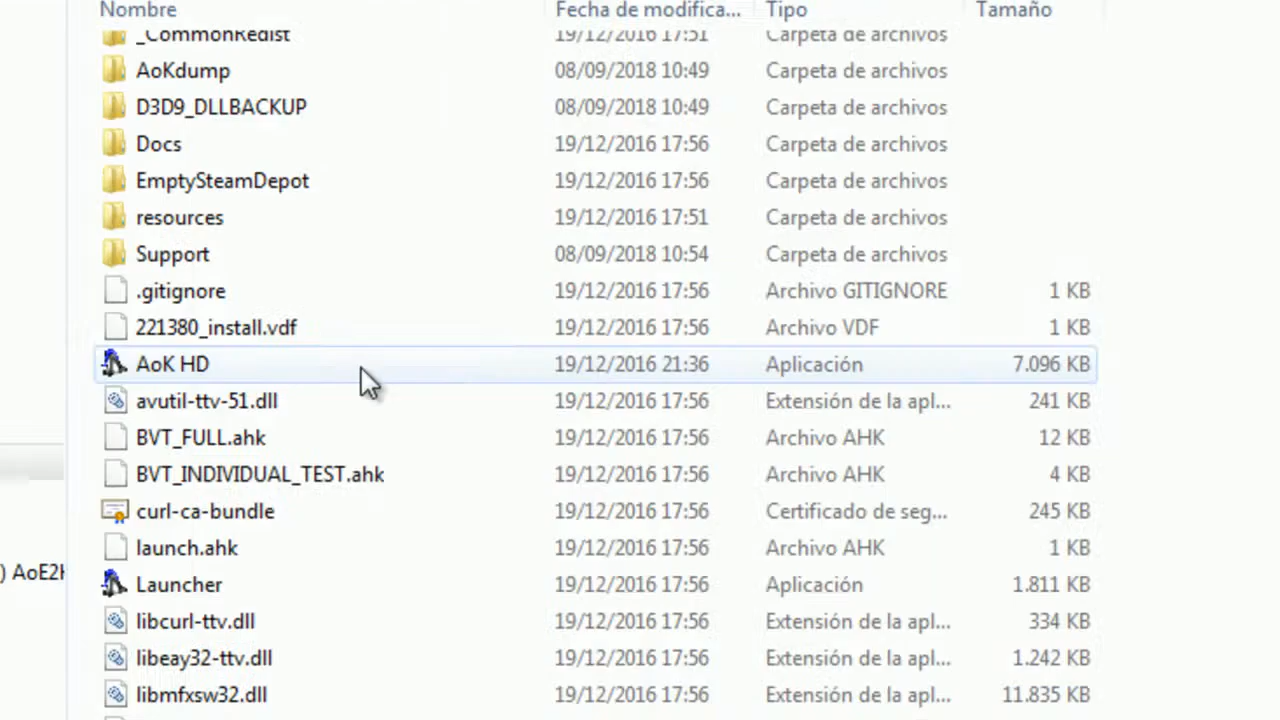 Nombre Fecha de modifica... Tipo Tamaño
_CommonRedist 19/12/2016 17:51 Carpeta de archivos
AoKdump 08/09/2018 10:49 Carpeta de archivos
D3D9_DLLBACKUP 08/09/2018 10:49 Carpeta de archivos
Docs 19/12/2016 17:56 Carpeta de archivos
EmptySteamDepot 19/12/2016 17:56 Carpeta de archivos
resources 19/12/2016 17:51 Carpeta de archivos
Support 08/09/2018 10:54 Carpeta de archivos
.gitignore 19/12/2016 17:56 Archivo GITIGNORE 1 KB
221380_install.vdf 19/12/2016 17:56 Archivo VDF 1 KB
AoK HD 19/12/2016 21:36 Aplicación 7.096 KB
avutil-ttv-51.dll 19/12/2016 17:56 Extensión de la apl... 241 KB
BVT_FULL.ahk 19/12/2016 17:56 Archivo AHK 12 KB
BVT_INDIVIDUAL_TEST.ahk 19/12/2016 17:56 Archivo AHK 4 KB
curl-ca-bundle 19/12/2016 17:56 Certificado de seg... 245 KB
launch.ahk 19/12/2016 17:56 Archivo AHK 1 KB
) AoE2H
Launcher 19/12/2016 17:56 Aplicación 1.811 KB
libcurl-ttv.dll 19/12/2016 17:56 Extensión de la apl... 334 KB
libeay32-ttv.dll 19/12/2016 17:56 Extensión de la apl... 1.242 KB
libmfxsw32.dll 19/12/2016 17:56 Extensión de la apl... 11.835 KB